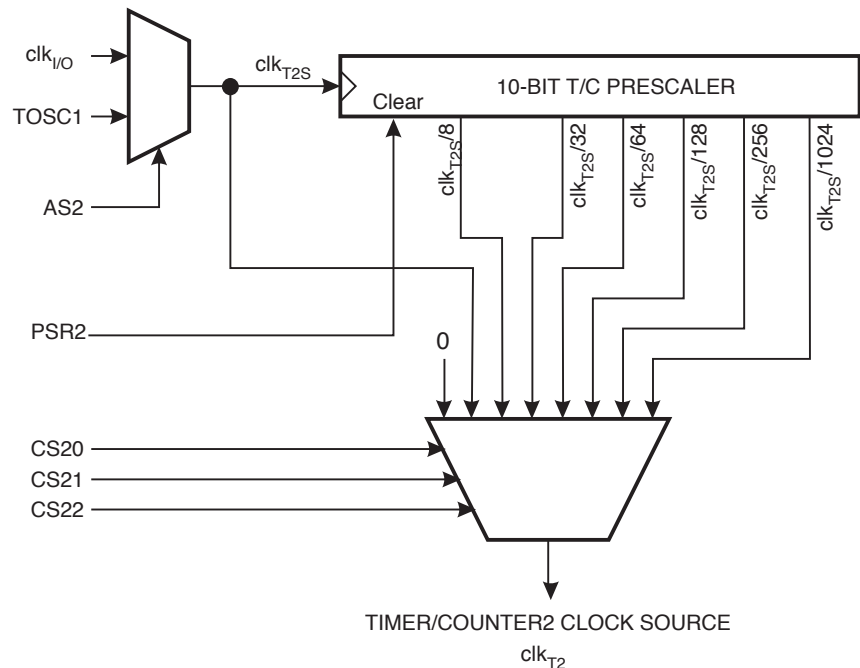 clkI/O
clkT2S
10-BIT T/C PRESCALER
TOSC1
Clear
clkT2S/8
clkT2S/32
clkT2S/64
clkT2S/128
clkT2S/256
clkT2S/1024
AS2
PSR2
0
CS20
CS21
CS22
TIMER/COUNTER2 CLOCK SOURCE
clkT2